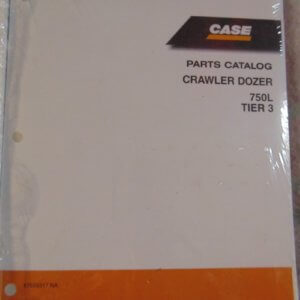 CASE
PARTS CATALOG
CRAWLER DOZER
750L
TIER 3